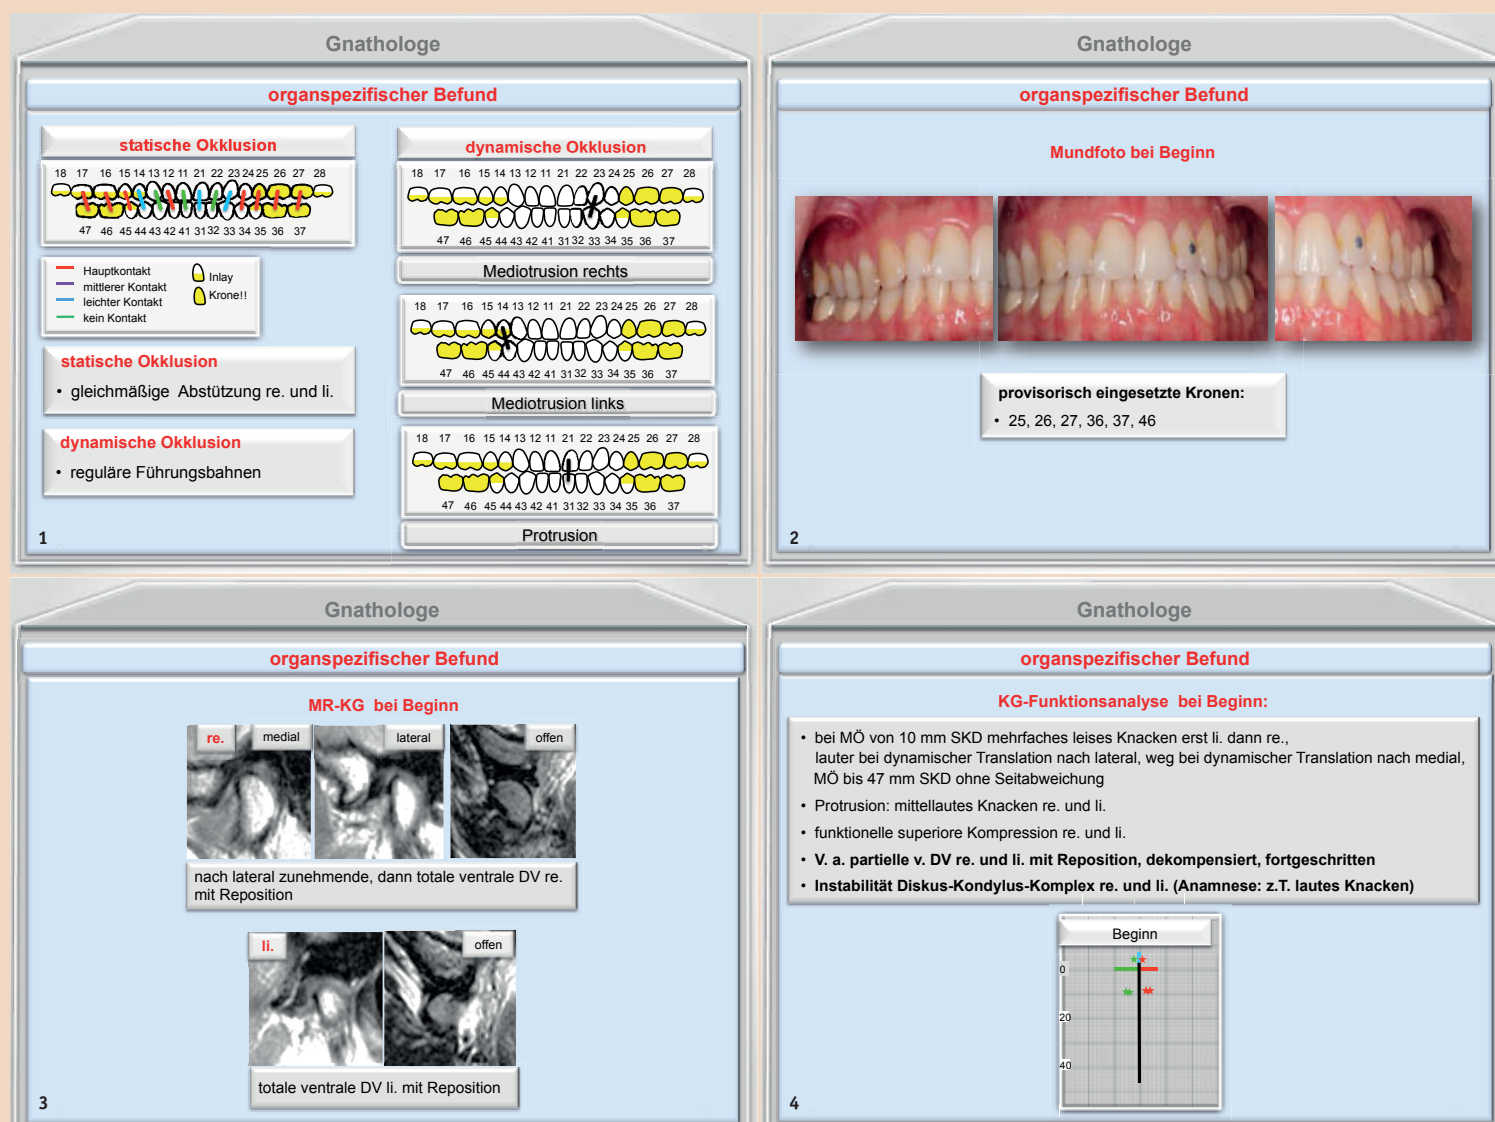 Gnathologe
organspezifischer Befund
statische Okklusion
18 17 16 15 14 13 12 11 21 22 23 24 25 26 27 28
47 46 45 44 43 42 41 31 32 33 34 35 36 37
Hauptkontakt
mittlerer Kontakt
leichter Kontakt
kein Kontakt
Inlay
Krone!!
statische Okklusion
• gleichmäßige Abstützung re. und li.
dynamische Okklusion
• reguläre Führungsbahnen
dynamische Okklusion
18 17 16 15 14 13 12 11 21 22 23 24 25 26 27 28
47 46 45 44 43 42 41 31 32 33 34 35 36 37
Mediotrusion rechts
18 17 16 15 14 13 12 11 21 22 23 24 25 26 27 28
47 46 45 44 43 42 41 31 32 33 34 35 36 37
Mediotrusion links
18 17 16 15 14 13 12 11 21 22 23 24 25 26 27 28
47 46 45 44 43 42 41 31 32 33 34 35 36 37
Protrusion
1
Gnathologe
organspezifischer Befund
Mundfoto bei Beginn
provisorisch eingesetzte Kronen:
• 25, 26, 27, 36, 37, 46
2
Gnathologe
organspezifischer Befund
MR-KG bei Beginn
re.
medial
lateral
offen
nach lateral zunehmende, dann totale ventrale DV re.
mit Reposition
li.
offen
totale ventrale DV li. mit Reposition
3
Gnathologe
organspezifischer Befund
KG-Funktionsanalyse bei Beginn:
• bei MÖ von 10 mm SKD mehrfaches leises Knacken erst li. dann re.,
lauter bei dynamischer Translation nach lateral, weg bei dynamischer Translation nach medial,
MÖ bis 47 mm SKD ohne Seitabweichung
• Protrusion: mittellautes Knacken re. und li.
• funktionelle superiore Kompression re. und li.
• V. a. partielle v. DV re. und li. mit Reposition, dekompensiert, fortgeschritten
• Instabilität Diskus-Kondylus-Komplex re. und li. (Anamnese: z.T. lautes Knacken)
Beginn
0
20
40
4